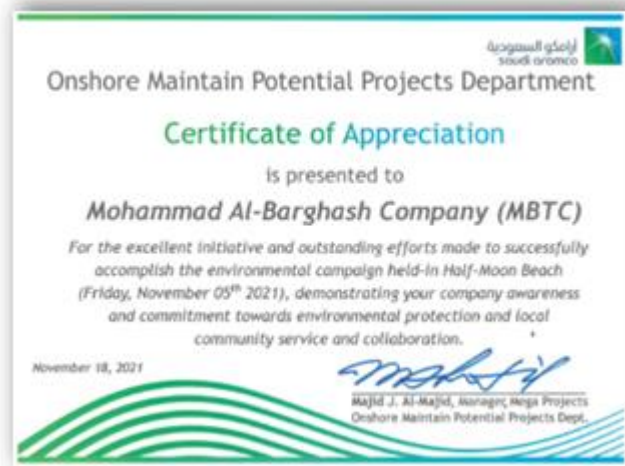 أرامكو السعودية
saudi aramco
Onshore Maintain Potential Projects Department
Certificate of Appreciation
is presented to
Mohammad Al-Barghash Company (MBTC)
For the excellent initiative and outstanding efforts made to successfully
accomplish the environmental campaign held-in Half-Moon Beach
(Friday, November 05th 2021), demonstrating your company awareness
and commitment towards environmental protection and local
community service and collaboration.
November 18, 2021
Majid J. Al-Majid, Manager, Mega Projects
Onshore Maintain Potential Projects Dept.